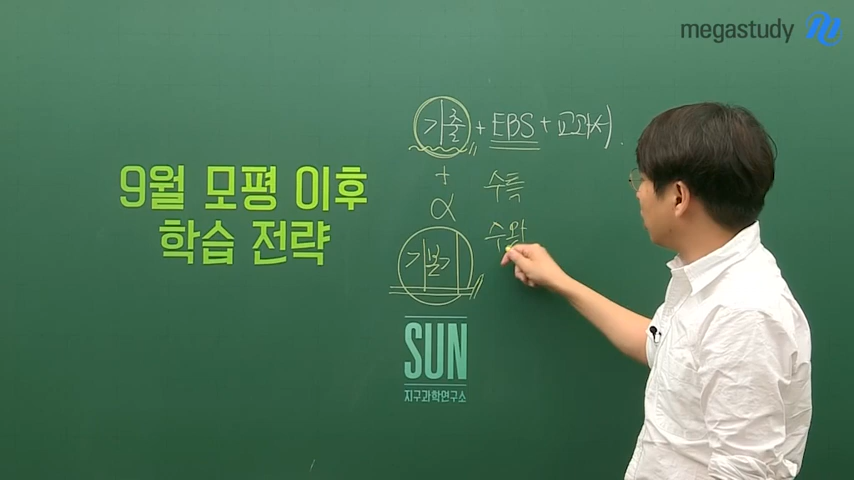 megastudy
기출 + EBS + 교과서.
+
α
수특
수완
기본기
9월 모평 이후
학습 전략
SUN
지구과학연구소